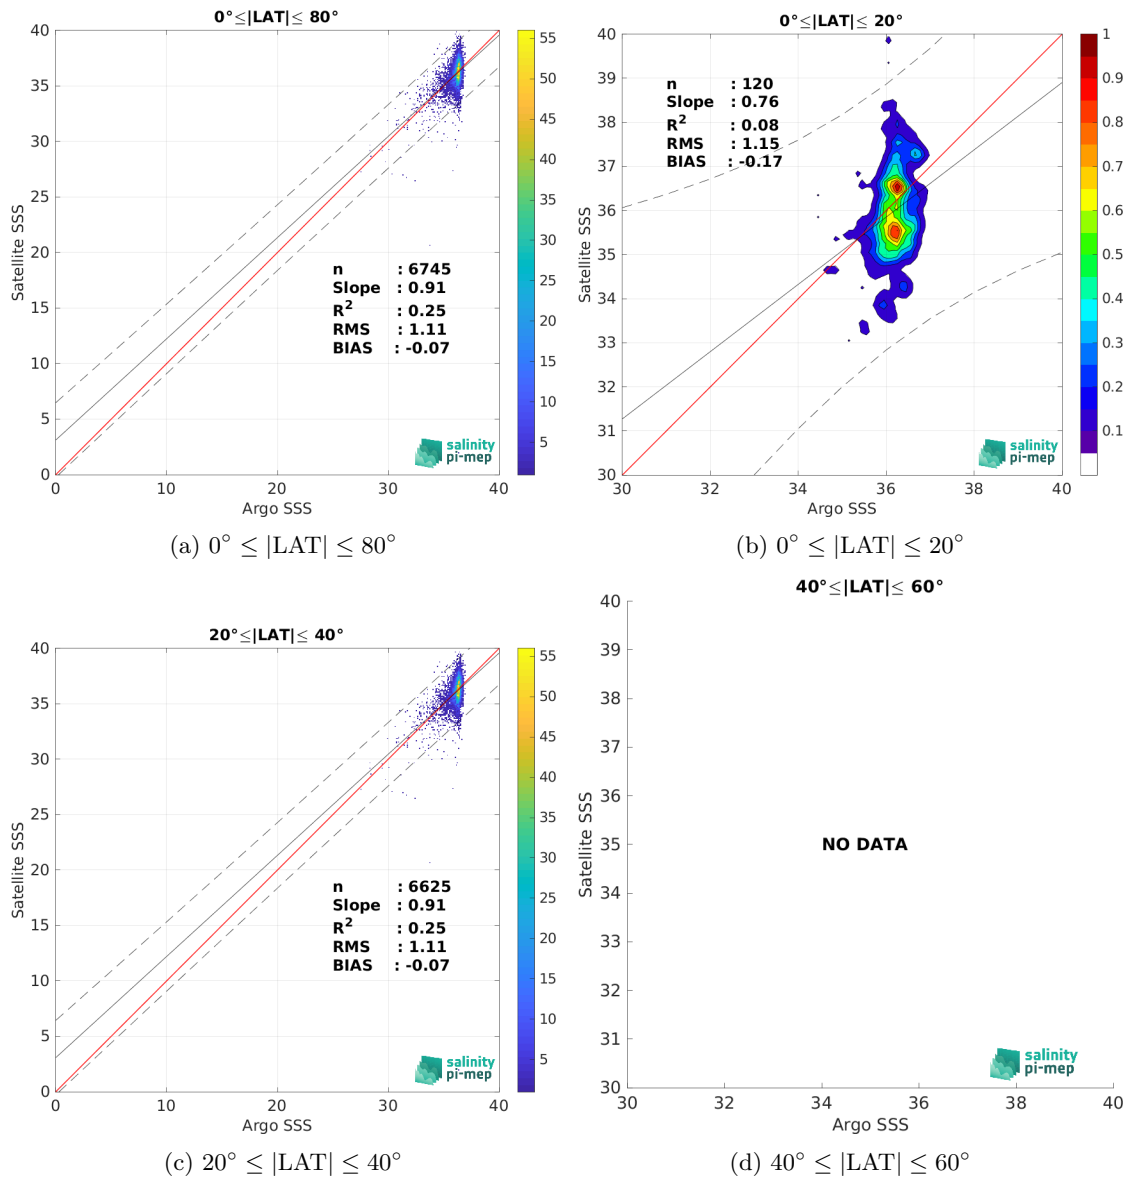 0°≤|LAT|≤ 80°
40
35
30
25
20
15
10
5
0
Satellite SSS
0 10 20 30 40
Argo SSS
n : 6745
Slope : 0.91
R² : 0.25
RMS : 1.11
BIAS : -0.07
salinity
pi-mep
55
50
45
40
35
30
25
20
15
10
5
(a) 0° ≤ |LAT| ≤ 80°
0°≤|LAT|≤ 20°
40
39
38
37
36
35
34
33
32
31
30
Satellite SSS
30 32 34 36 38 40
Argo SSS
n : 120
Slope : 0.76
R² : 0.08
RMS : 1.15
BIAS : -0.17
salinity
pi-mep
1
0.9
0.8
0.7
0.6
0.5
0.4
0.3
0.2
0.1
(b) 0° ≤ |LAT| ≤ 20°
20°≤|LAT|≤ 40°
40
35
30
25
20
15
10
5
0
Satellite SSS
0 10 20 30 40
Argo SSS
n : 6625
Slope : 0.91
R² : 0.25
RMS : 1.11
BIAS : -0.07
salinity
pi-mep
55
50
45
40
35
30
25
20
15
10
5
(c) 20° ≤ |LAT| ≤ 40°
40°≤|LAT|≤ 60°
40
39
38
37
36
35
34
33
32
31
30
Satellite SSS
30 32 34 36 38 40
Argo SSS
NO DATA
salinity
pi-mep
(d) 40° ≤ |LAT| ≤ 60°